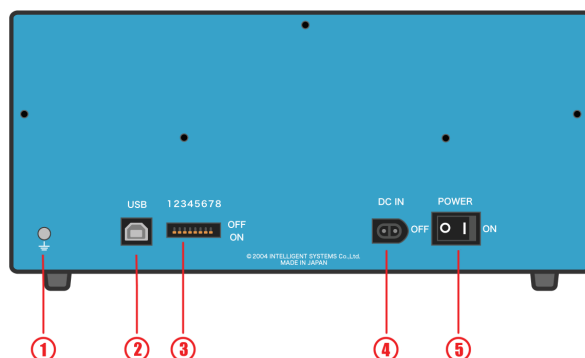 USB
12345678
OFF
ON
DC IN
OFF
POWER
ON
© 2004 INTELLIGENT SYSTEMS Co.,Ltd.
MADE IN JAPAN
1
2
3
4
5